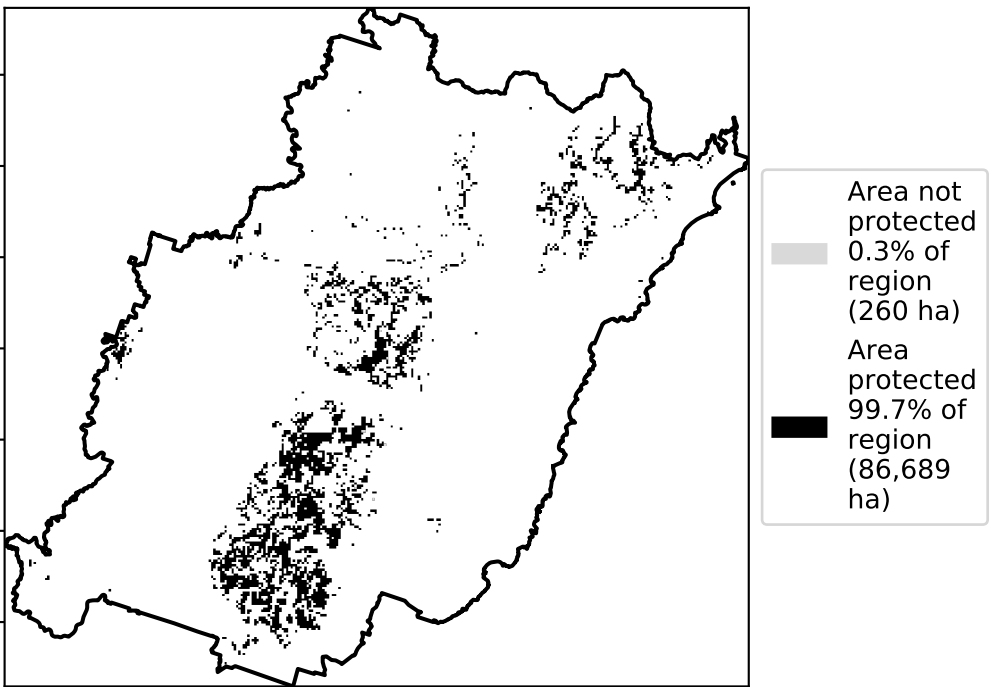 Area not
protected
0.3% of
region
(260 ha)
Area
protected
99.7% of
region
(86,689
ha)